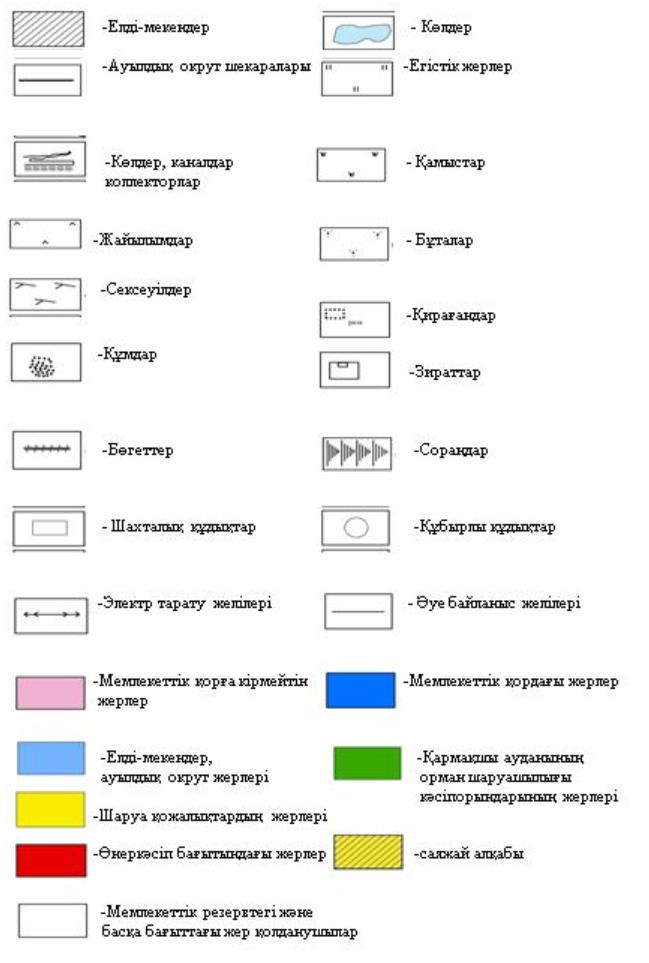 -Елді-мекендер
- Көлдер
-Ауылдық округ шекаралары
-Егістік жерлер
-Көлдер, каналдар
коллекторлар
- Қамыстар
-Жайылымдар
- Бұталар
-Сексеуілдер
-Қирағандар
-Құмдар
-Зираттар
-Бөгеттер
-Сораңдар
- Шахталық құдықтар
-Құбырлы құдықтар
-Электр тарату желілері
- Әуе байланыс желілері
-Мемлекеттік қорға кірмейтін
жерлер
-Мемлекеттік қордағы жерлер
-Елді-мекендер,
ауылдық округ жерлері
-Қармақшы ауданының
орман шаруашылығы
кәсіпорындарының жерлері
-Шаруа қожалықтардың жерлері
-Өнеркәсіп бағытындағы жерлер
-саяжай алқабы
-Мемлекеттік резервтегі және
басқа бағыттағы жер қолданушылар